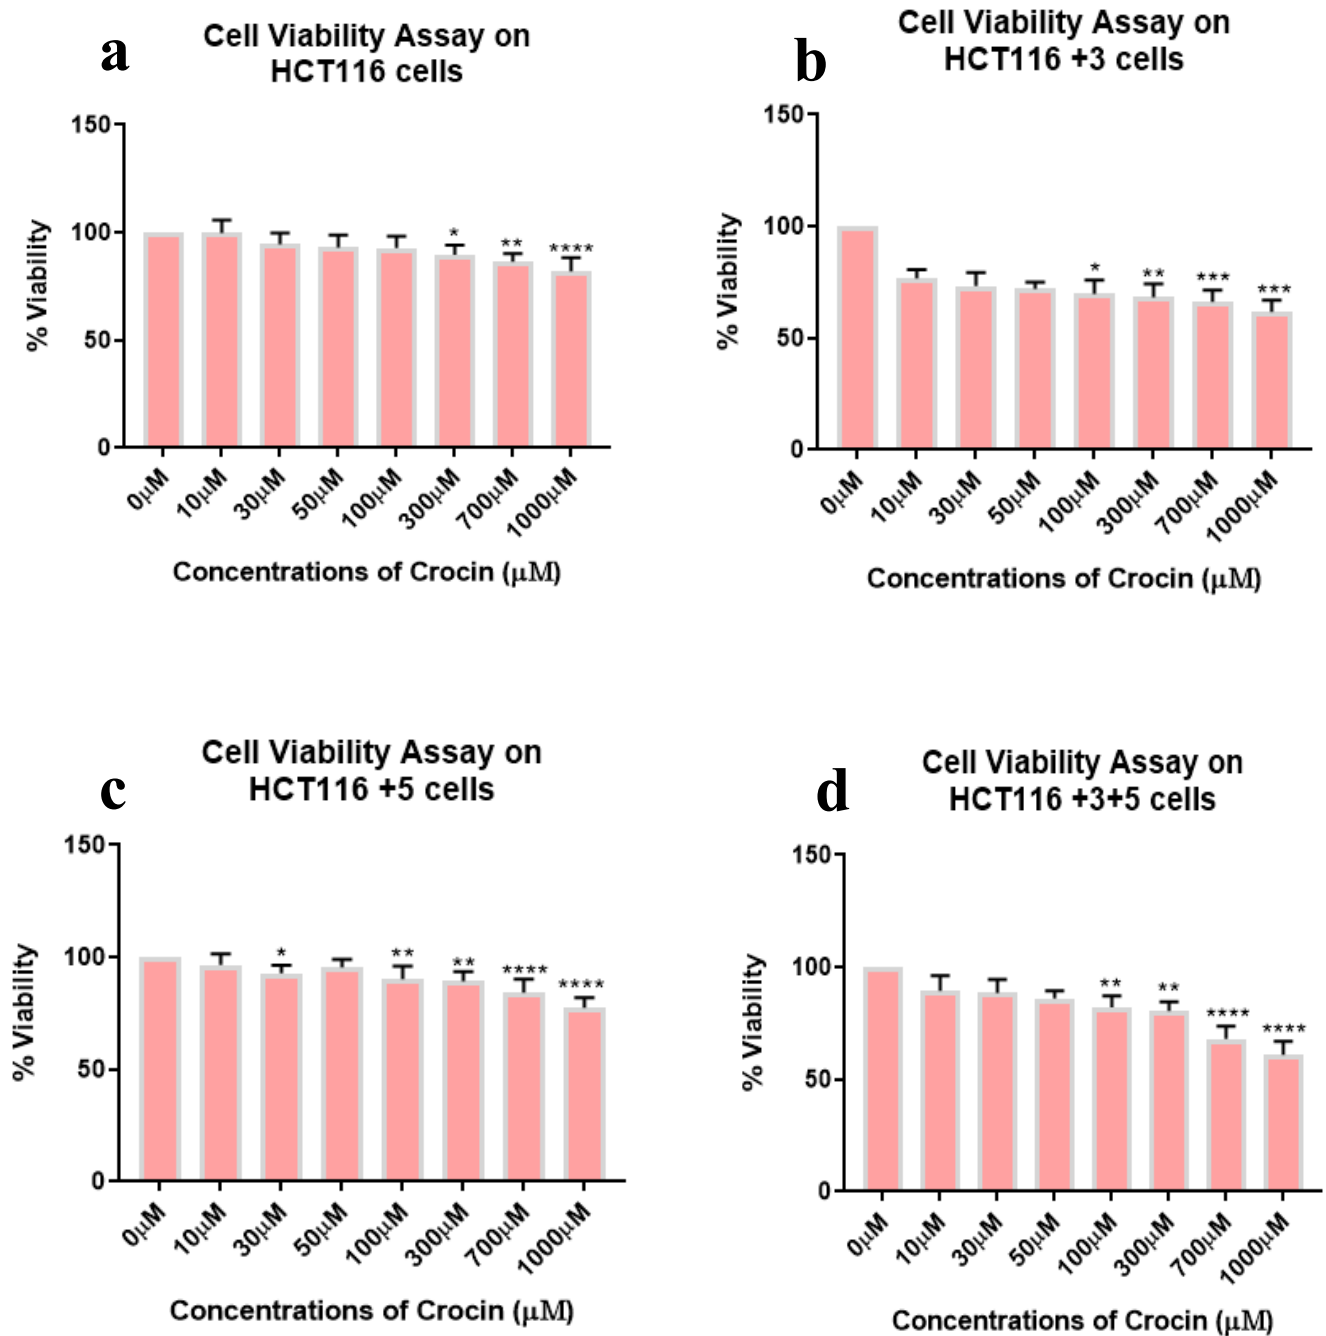 a
Cell Viability Assay on
HCT116 cells
% Viability
150
100
50
0
*
**
****
0μM
10μM
30μM
50μM
100μM
300μM
700μM
1000μM
Concentrations of Crocin (μM)
b
Cell Viability Assay on
HCT116 +3 cells
% Viability
150
100
50
0
*
**
***
***
0μM
10μM
30μM
50μM
100μM
300μM
700μM
1000μM
Concentrations of Crocin (μM)
c
Cell Viability Assay on
HCT116 +5 cells
% Viability
150
100
50
0
*
**
**
****
****
0μM
10μM
30μM
50μM
100μM
300μM
700μM
1000μM
Concentrations of Crocin (μM)
d
Cell Viability Assay on
HCT116 +3+5 cells
% Viability
150
100
50
0
**
**
****
****
0μM
10μM
30μM
50μM
100μM
300μM
700μM
1000μM
Concentrations of Crocin (μM)